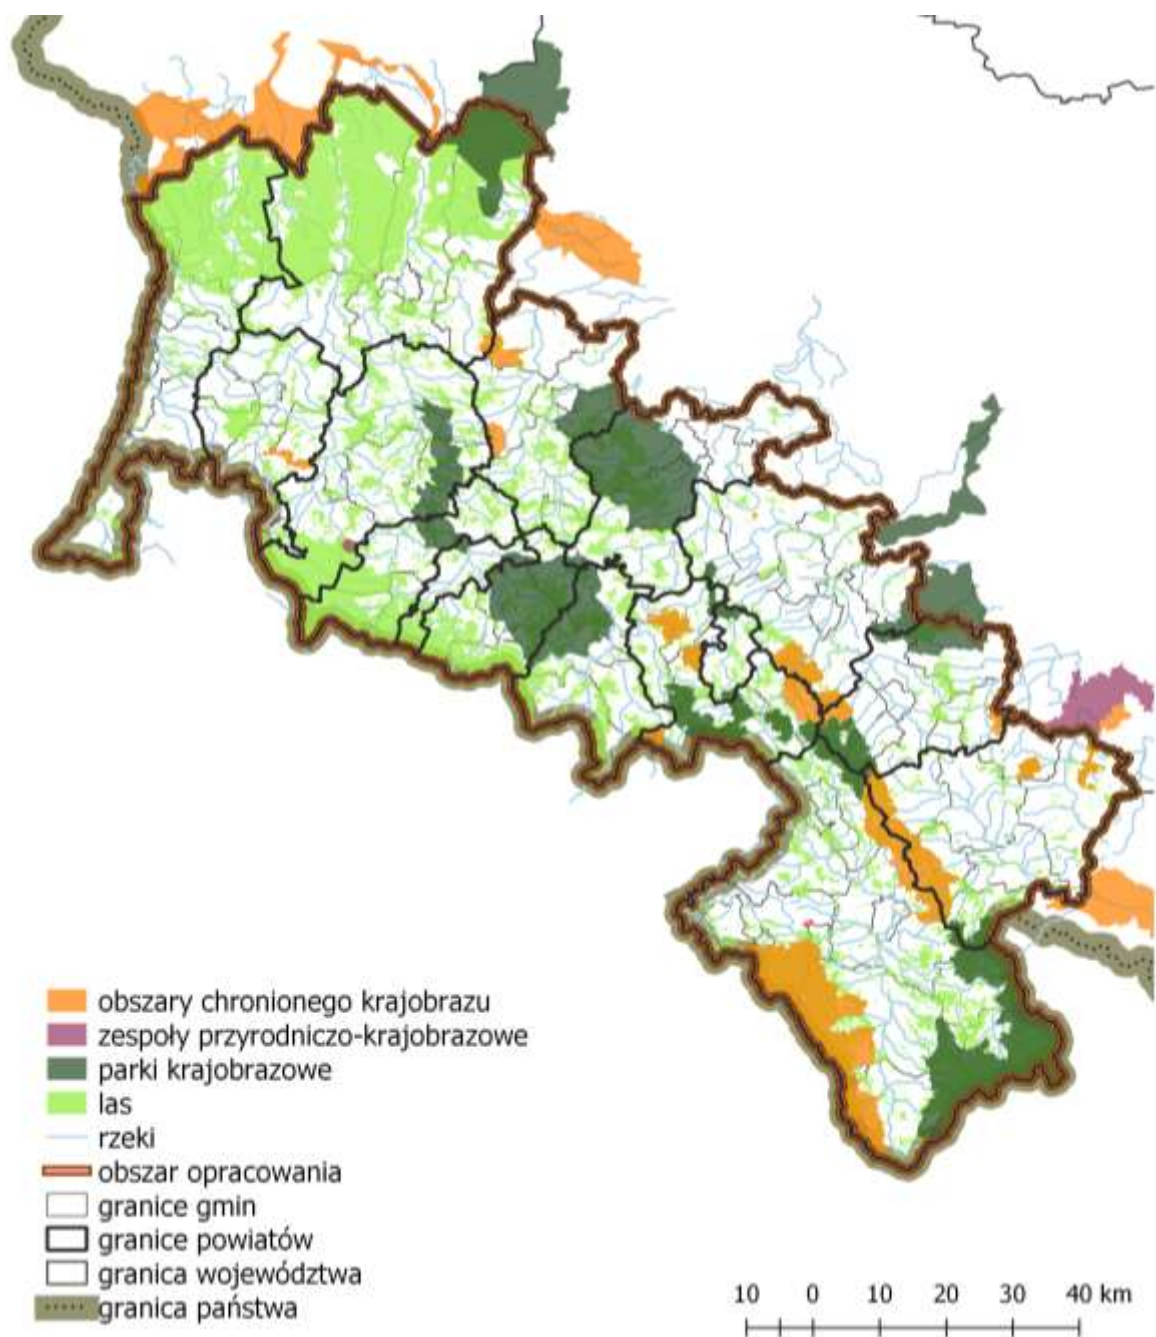 obszary chronionego krajobrazu
zespoły przyrodniczo-krajobrazowe
parki krajobrazowe
las
rzeki
obszar opracowania
granice gmin
granice powiatów
granica województwa
granica państwa
10 0 10 20 30 40 km